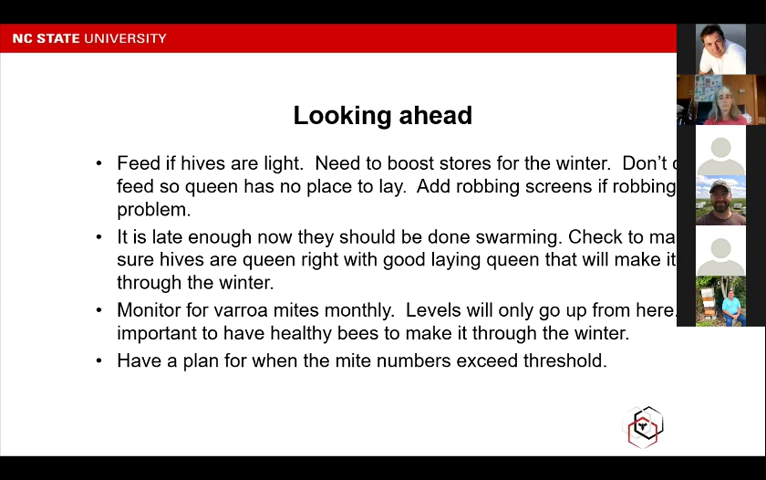 NC STATE UNIVERSITY
Looking ahead
• Feed if hives are light. Need to boost stores for the winter. Don't
feed so queen has no place to lay. Add robbing screens if robbing
problem.
• It is late enough now they should be done swarming. Check to
sure hives are queen right with good laying queen that will make it
through the winter.
• Monitor for varroa mites monthly. Levels will only go up from here.
important to have healthy bees to make it through the winter.
• Have a plan for when the mite numbers exceed threshold.